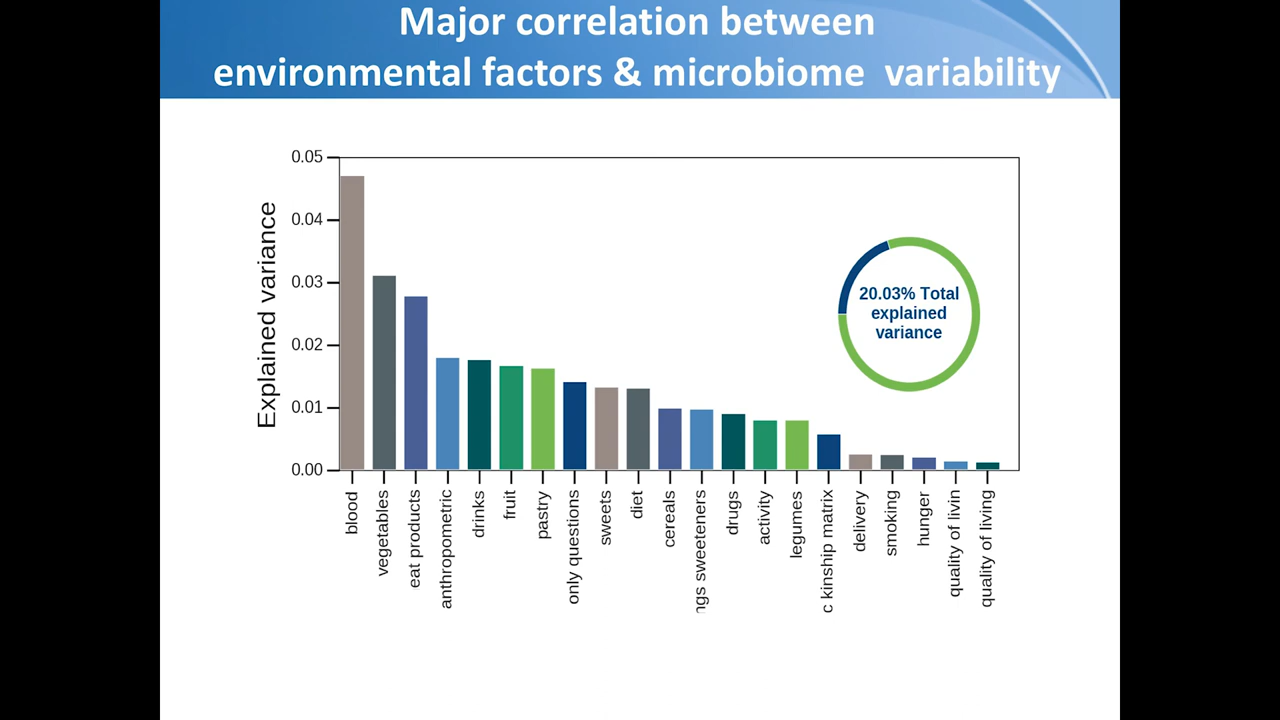 Major correlation between
environmental factors & microbiome variability
0.05
0.04
0.03
0.02
0.01
0.00
Explained variance
20.03% Total
explained
variance
blood
vegetables
eat products
anthropometric
drinks
fruit
pastry
only questions
sweets
diet
cereals
ngs sweeteners
drugs
activity
legumes
c kinship matrix
delivery
smoking
hunger
quality of livin
quality of living